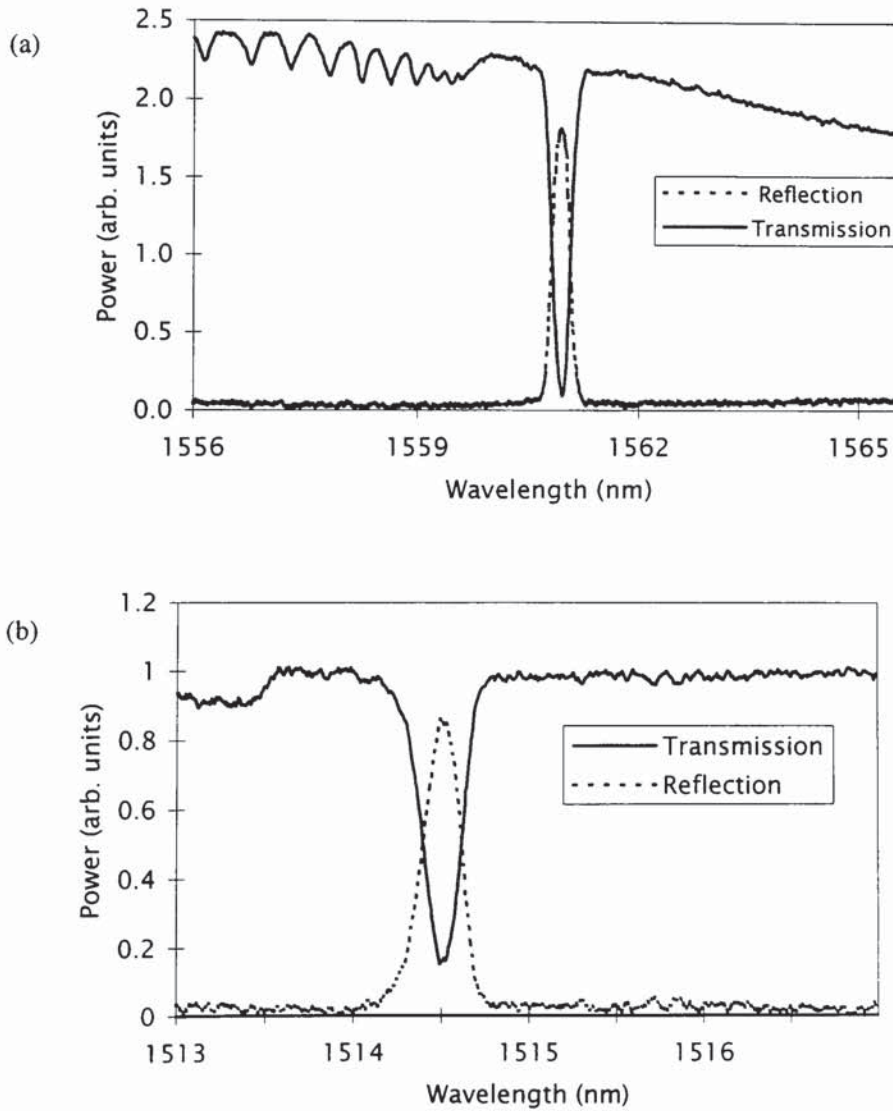 (a)
2.5
2.0
1.5
1.0
0.5
0.0
Power (arb. units)
Reflection
Transmission
1556 1559 1562 1565
Wavelength (nm)
(b)
1.2
1
0.8
0.6
0.4
0.2
0
Power (arb. units)
Transmission
Reflection
1513 1514 1515 1516
Wavelength (nm)